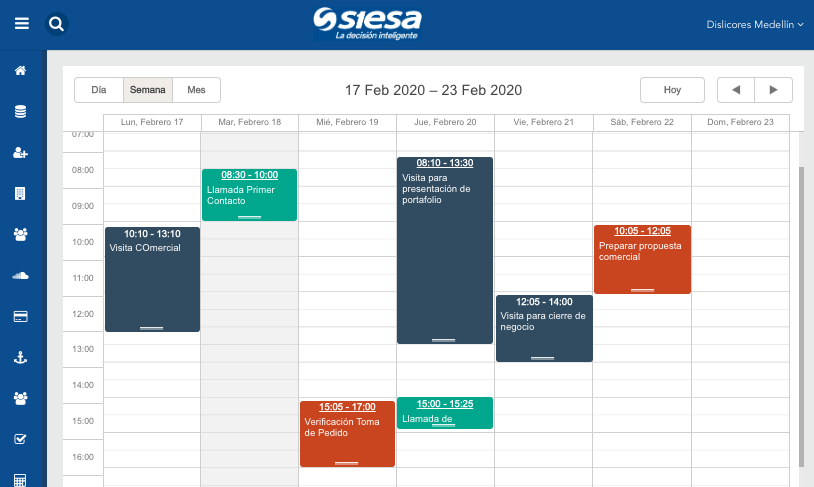 siesa
La decisión inteligente
Dislicores Medellín
Día
Semana
Mes
17 Feb 2020 – 23 Feb 2020
Hoy
Lun, Febrero 17
Mar, Febrero 18
Mié, Febrero 19
Jue, Febrero 20
Vie, Febrero 21
Sáb, Febrero 22
Dom, Febrero 23
07:00
08:00
09:00
10:00
11:00
12:00
13:00
14:00
15:00
16:00
10:10 - 13:10
Visita COmercial
08:30 - 10:00
Llamada Primer
Contacto
15:05 - 17:00
Verificación Toma
de Pedido
08:10 - 13:30
Visita para
presentación de
portafolio
15:00 - 15:25
Llamada de
12:05 - 14:00
Visita para cierre de
negocio
10:05 - 12:05
Preparar propuesta
comercial